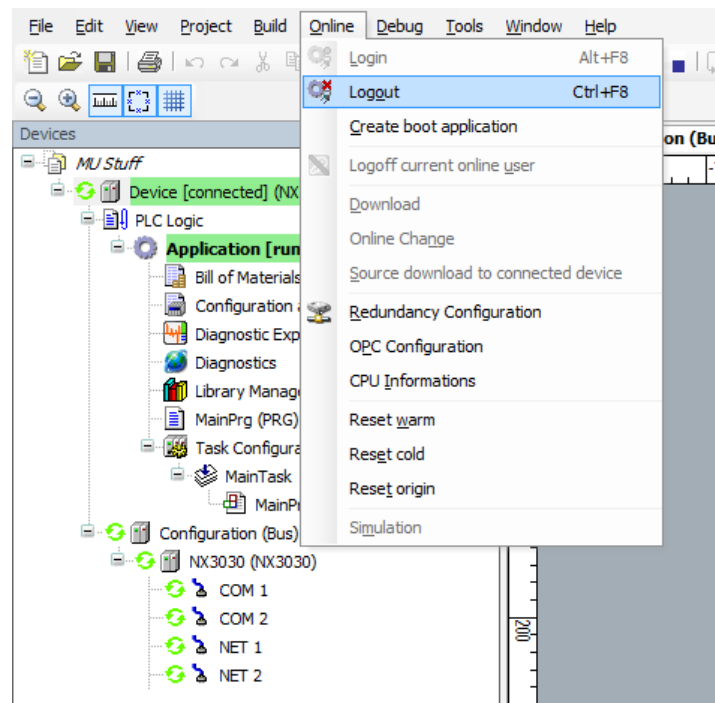 File Edit View Project Build Online Debug Tools Window Help
Login Alt+F8
Logout Ctrl+F8
Create boot application
Logoff current online user
Download
Online Change
Source download to connected device
Redundancy Configuration
OPC Configuration
CPU Informations
Reset warm
Reset cold
Reset origin
Simulation
Devices
MU Stuff
Device [connected] (NX
PLC Logic
Application [run
Bill of Materials
Configuration
Diagnostic Exp
Diagnostics
Library Manage
MainPrg (PRG)
Task Configura
MainTask
MainPr
Configuration (Bus)
NX3030 (NX3030)
COM 1
COM 2
NET 1
NET 2
on (Bu
200